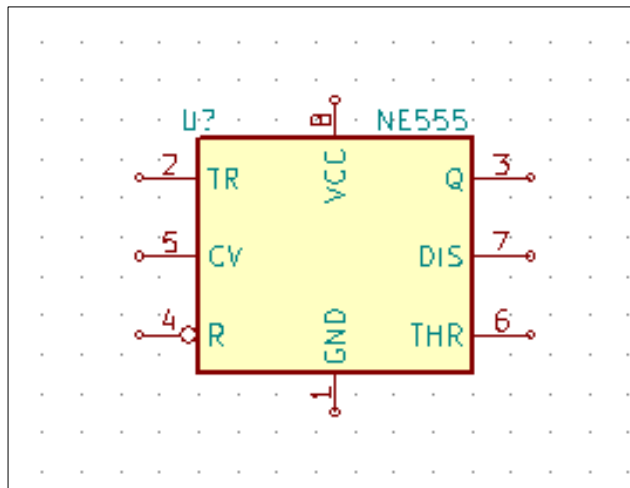 U? 8 NE555
2 TR VCC Q 3
5 CV DIS 7
4 R GND THR 6
1